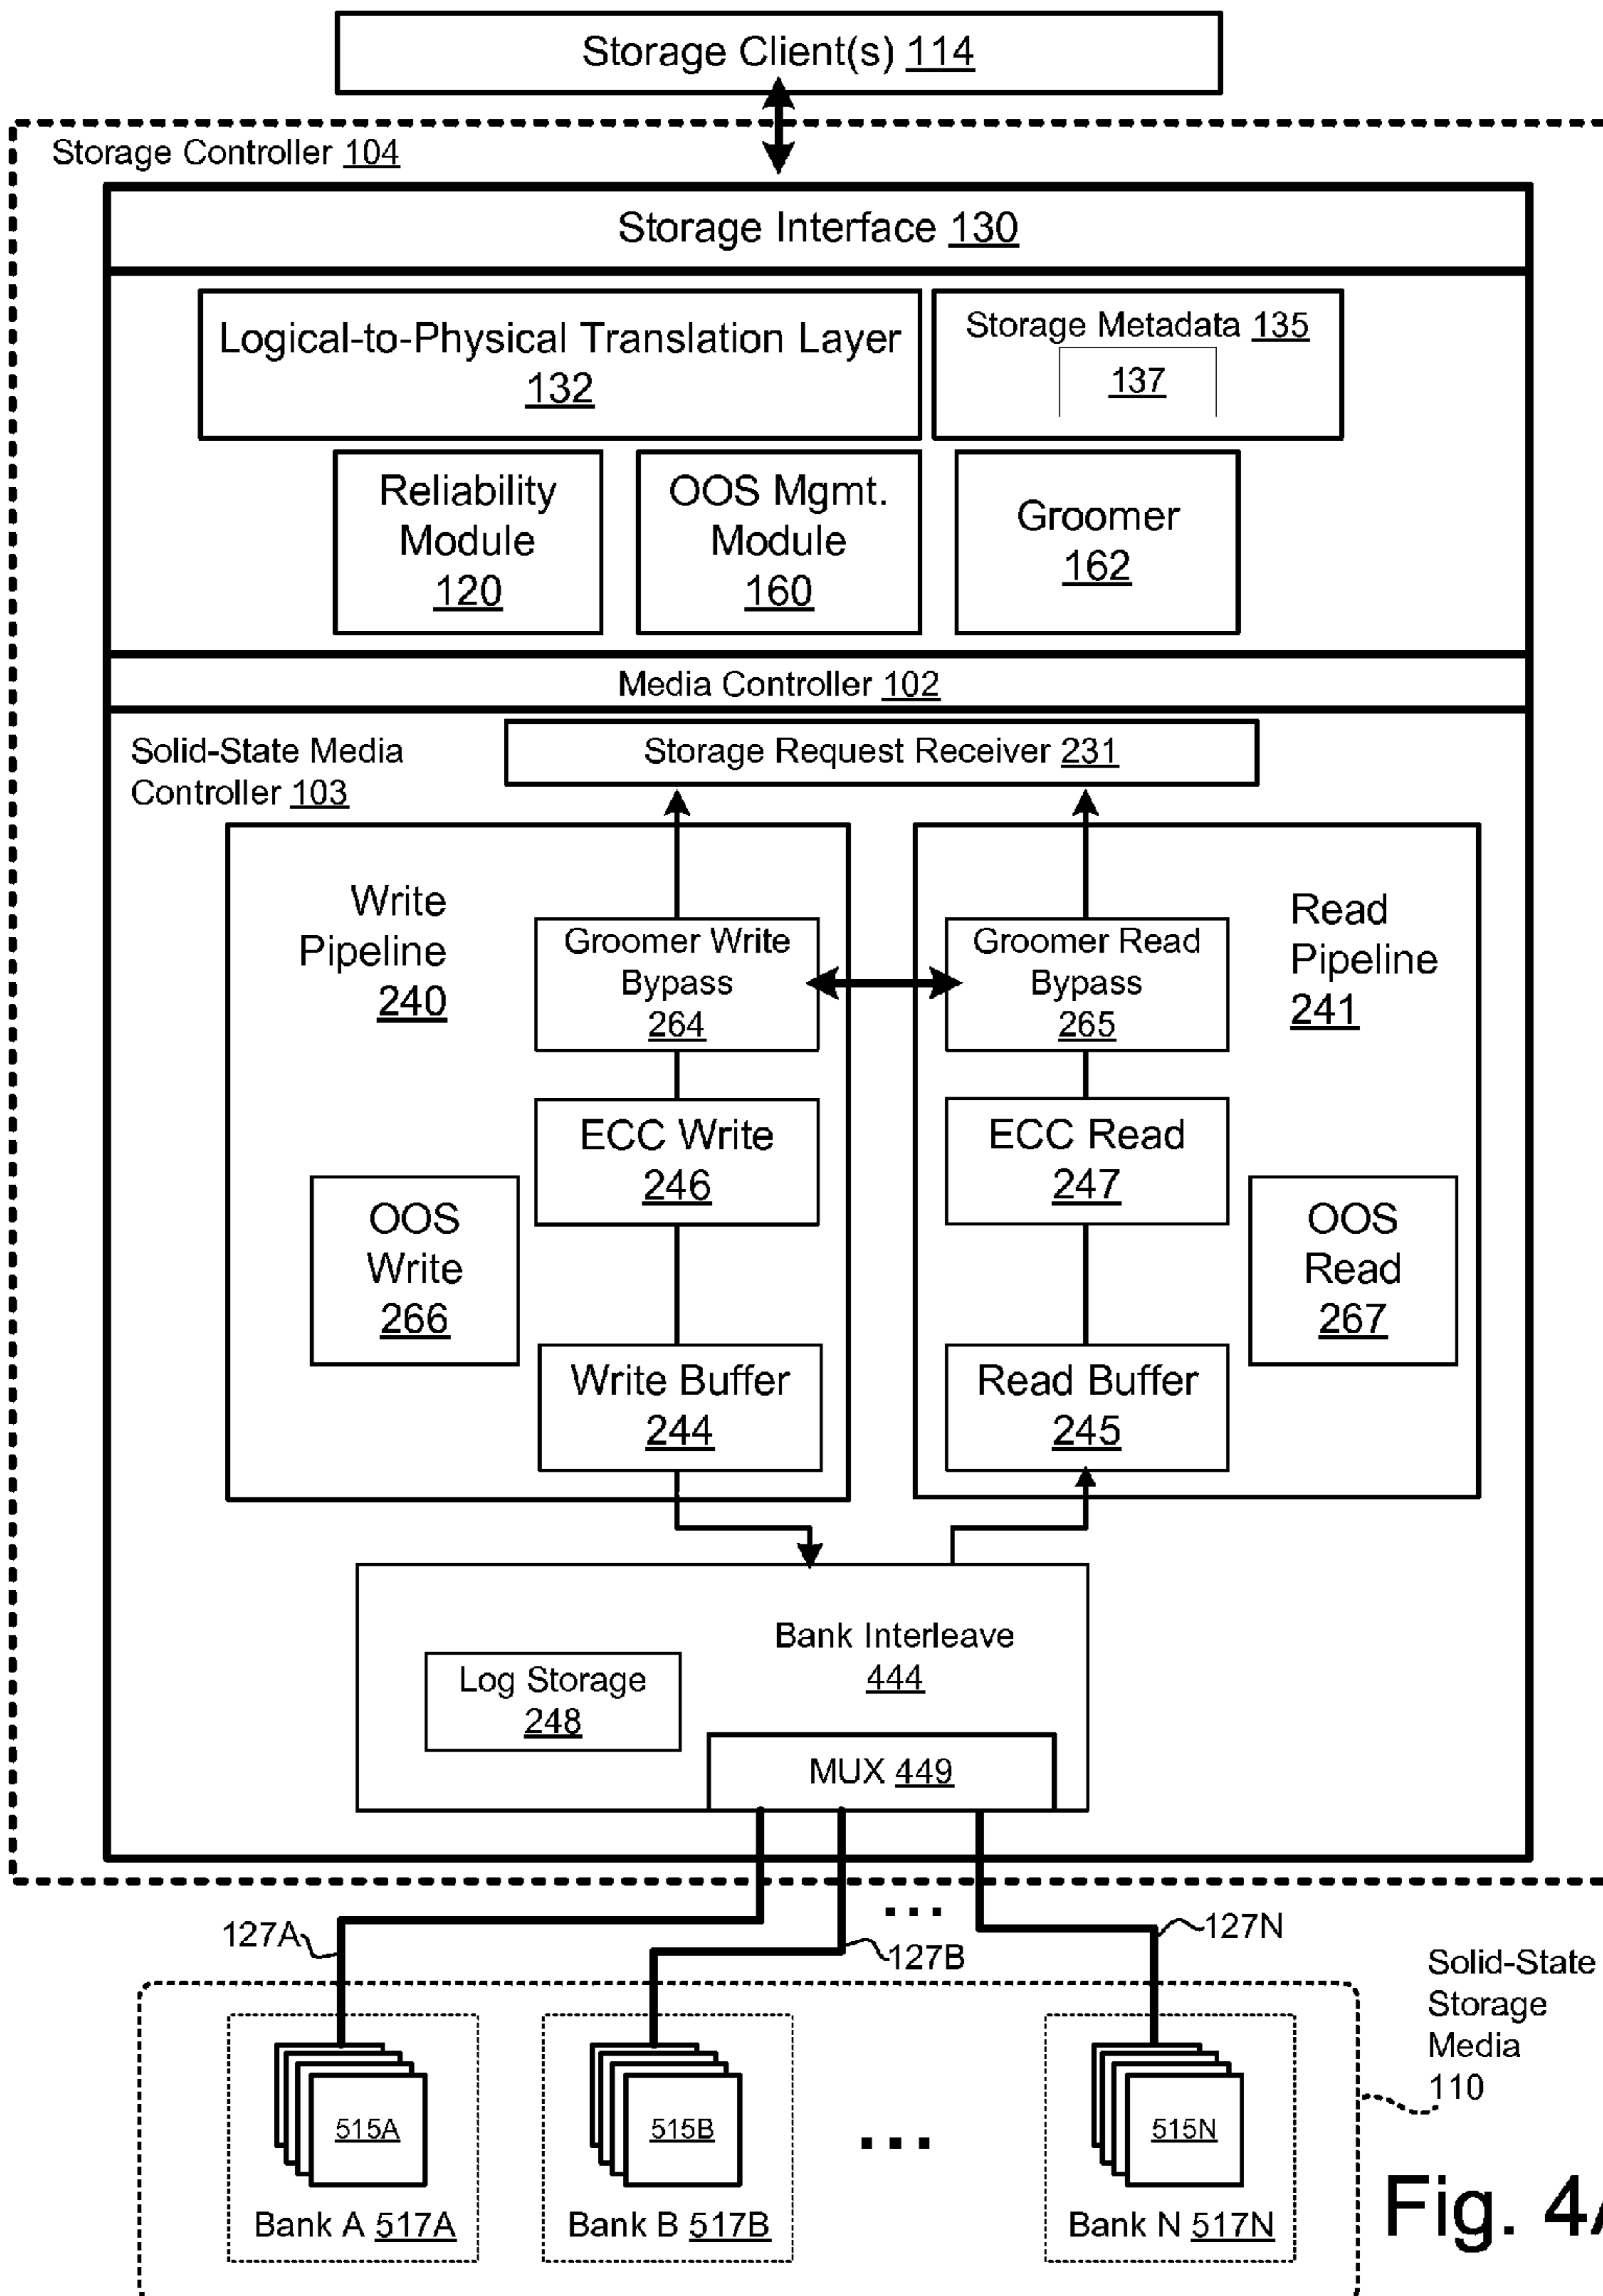 Storage Client(s) 114
Storage Controller 104
Storage Interface 130
Logical-to-Physical Translation Layer
132
Storage Metadata 135
137
Reliability
Module
120
OOS Mgmt.
Module
160
Groomer
162
Media Controller 102
Solid-State Media
Controller 103
Storage Request Receiver 231
Write
Pipeline
240
Groomer Write
Bypass
264
Groomer Read
Bypass
265
Read
Pipeline
241
ECC Write
246
ECC Read
247
OOS
Write
266
OOS
Read
267
Write Buffer
244
Read Buffer
245
Bank Interleave
444
Log Storage
248
MUX 449
...
127A
127B
127N
Solid-State
Storage
Media
110
515A
515B
...
515N
Bank A 517A
Bank B 517B
Bank N 517N
Fig. 4A